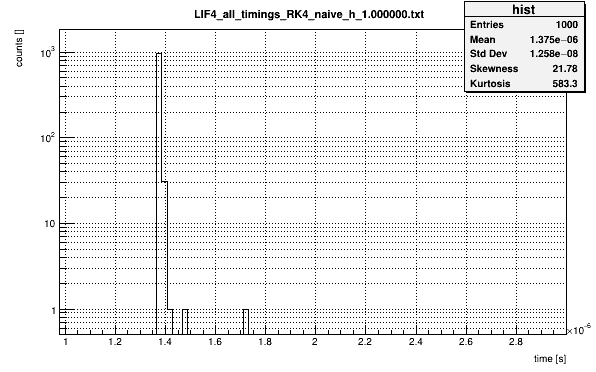 LIF4_all_timings_RK4_naive_h_1.000000.txt
hist
Entries 1000
Mean 1.375e−06
Std Dev 1.258e−08
Skewness 21.78
Kurtosis 583.3
counts []
10³
10²
10
1
1 1.2 1.4 1.6 1.8 2 2.2 2.4 2.6 2.8
×10⁻⁶
time [s]